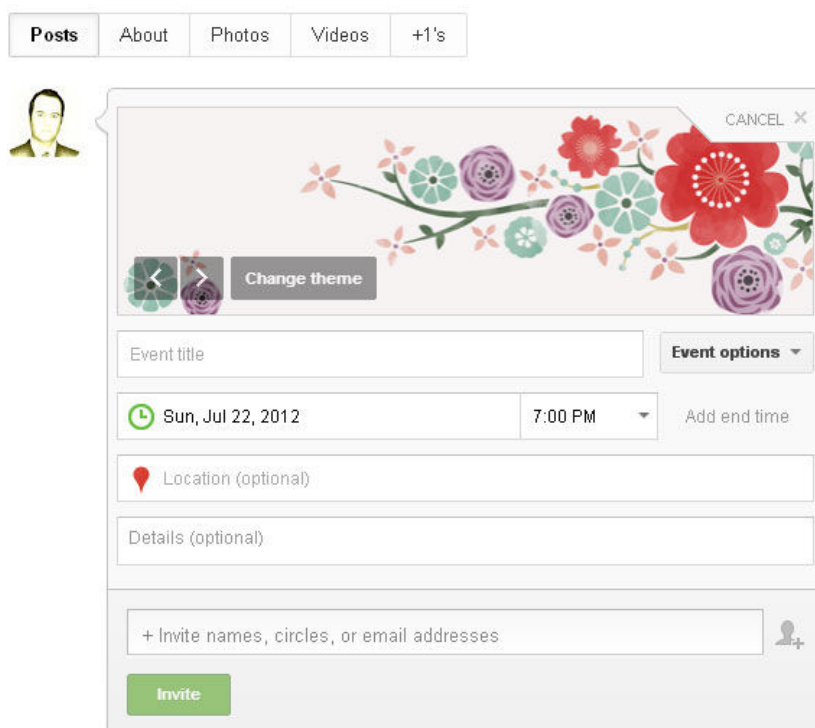 Posts About Photos Videos +1's
CANCEL
Change theme
Event title Event options
Sun, Jul 22, 2012 7:00 PM Add end time
Location (optional)
Details (optional)
+ Invite names, circles, or email addresses
Invite